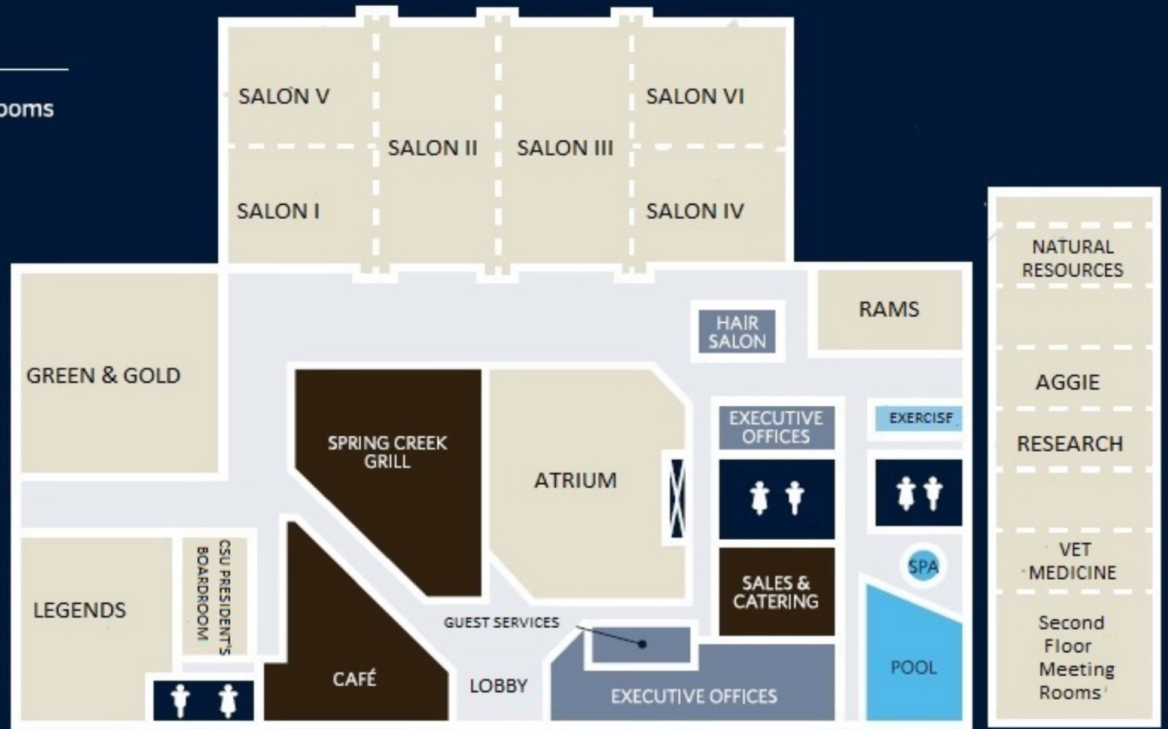 ooms
SALON V
SALON VI
SALON II
SALON III
SALON I
SALON IV
NATURAL
RESOURCES
RAMS
HAIR
SALON
GREEN & GOLD
AGGIE
EXECUTIVE
OFFICES
EXERCISE
SPRING CREEK
GRILL
RESEARCH
ATRIUM
CSU PRESIDENT'S
BOARDROOM
VET
MEDICINE
SPA
SALES &
CATERING
LEGENDS
GUEST SERVICES
Second
Floor
Meeting
Rooms
POOL
CAFÉ
LOBBY
EXECUTIVE OFFICES